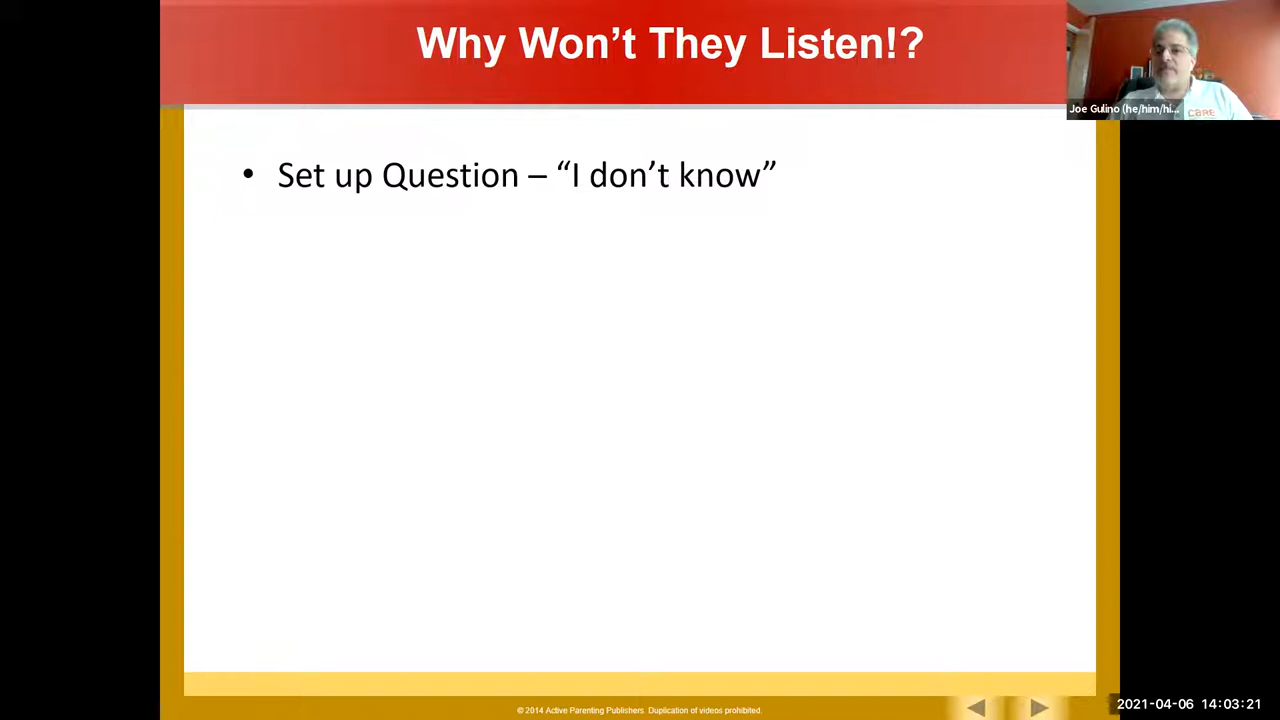 Why Won’t They Listen!?
Joe Gulino (he/him/hi...
CARE
• Set up Question – “I don’t know”
© 2014 Active Parenting Publishers. Duplication of videos prohibited.
2021-04-06 14:03:21